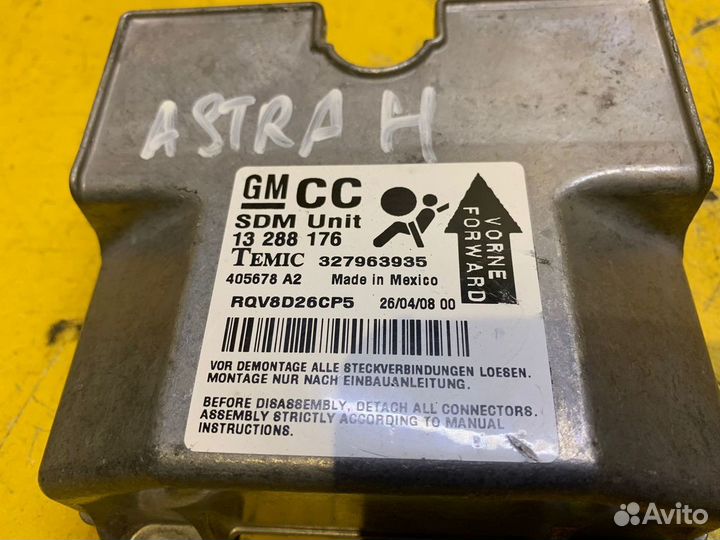 ASTRA H
GM CC
SDM Unit
13 288 176
TEMIC 327963935
405678 A2 Made in Mexico
RQV8D26CP5 26/04/08 00
VORNE
FORWARD
VOR DEMONTAGE ALLE STECKVERBINDUNGEN LOESEN.
MONTAGE NUR NACH EINBAUANLEITUNG.
BEFORE DISASSEMBLY, DETACH ALL CONNECTORS.
ASSEMBLY STRICTLY ACCORDING TO MANUAL
INSTRUCTIONS.
Avito